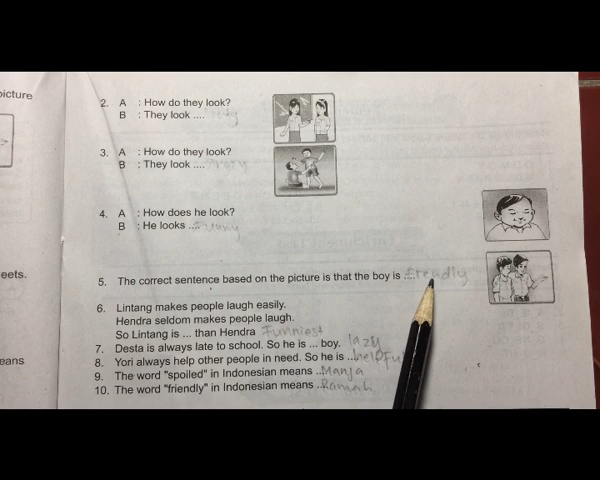 picture
2. A : How do they look?
B : They look ....
3. A : How do they look?
B : They look ....
4. A : How does he look?
B : He looks ... Funny
eets.
5. The correct sentence based on the picture is that the boy is .... Freadly
6. Lintang makes people laugh easily.
Hendra seldom makes people laugh.
So Lintang is ... than Hendra Funniest
7. Desta is always late to school. So he is ... boy. lazy
8. Yori always help other people in need. So he is ... helpful
eans
9. The word "spoiled" in Indonesian means ... Manja
10. The word "friendly" in Indonesian means ... Ramah